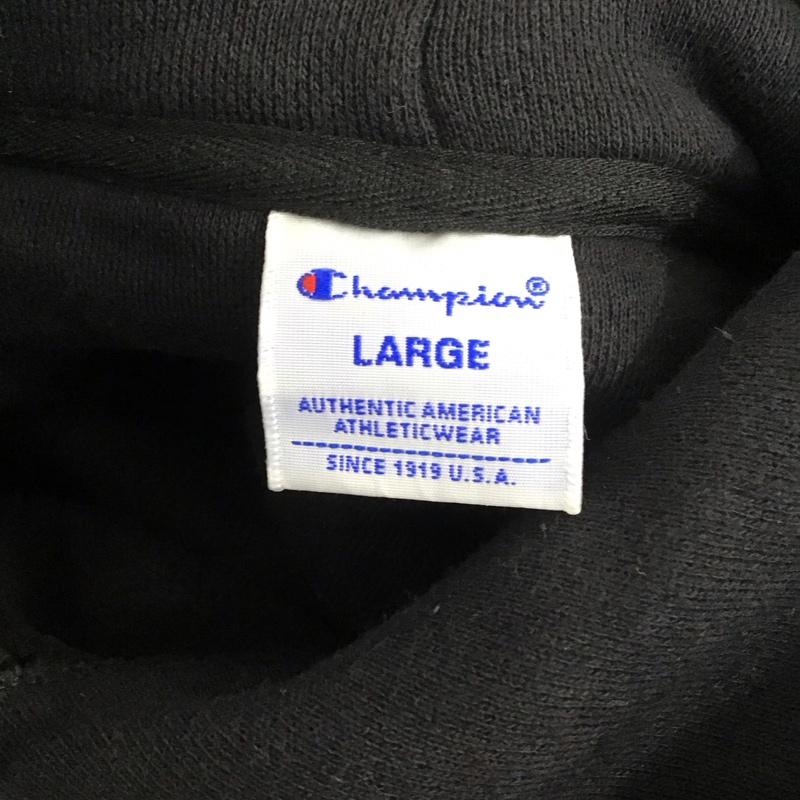 Champion®
LARGE
AUTHENTIC AMERICAN
ATHLETICWEAR
SINCE 1919 U.S.A.